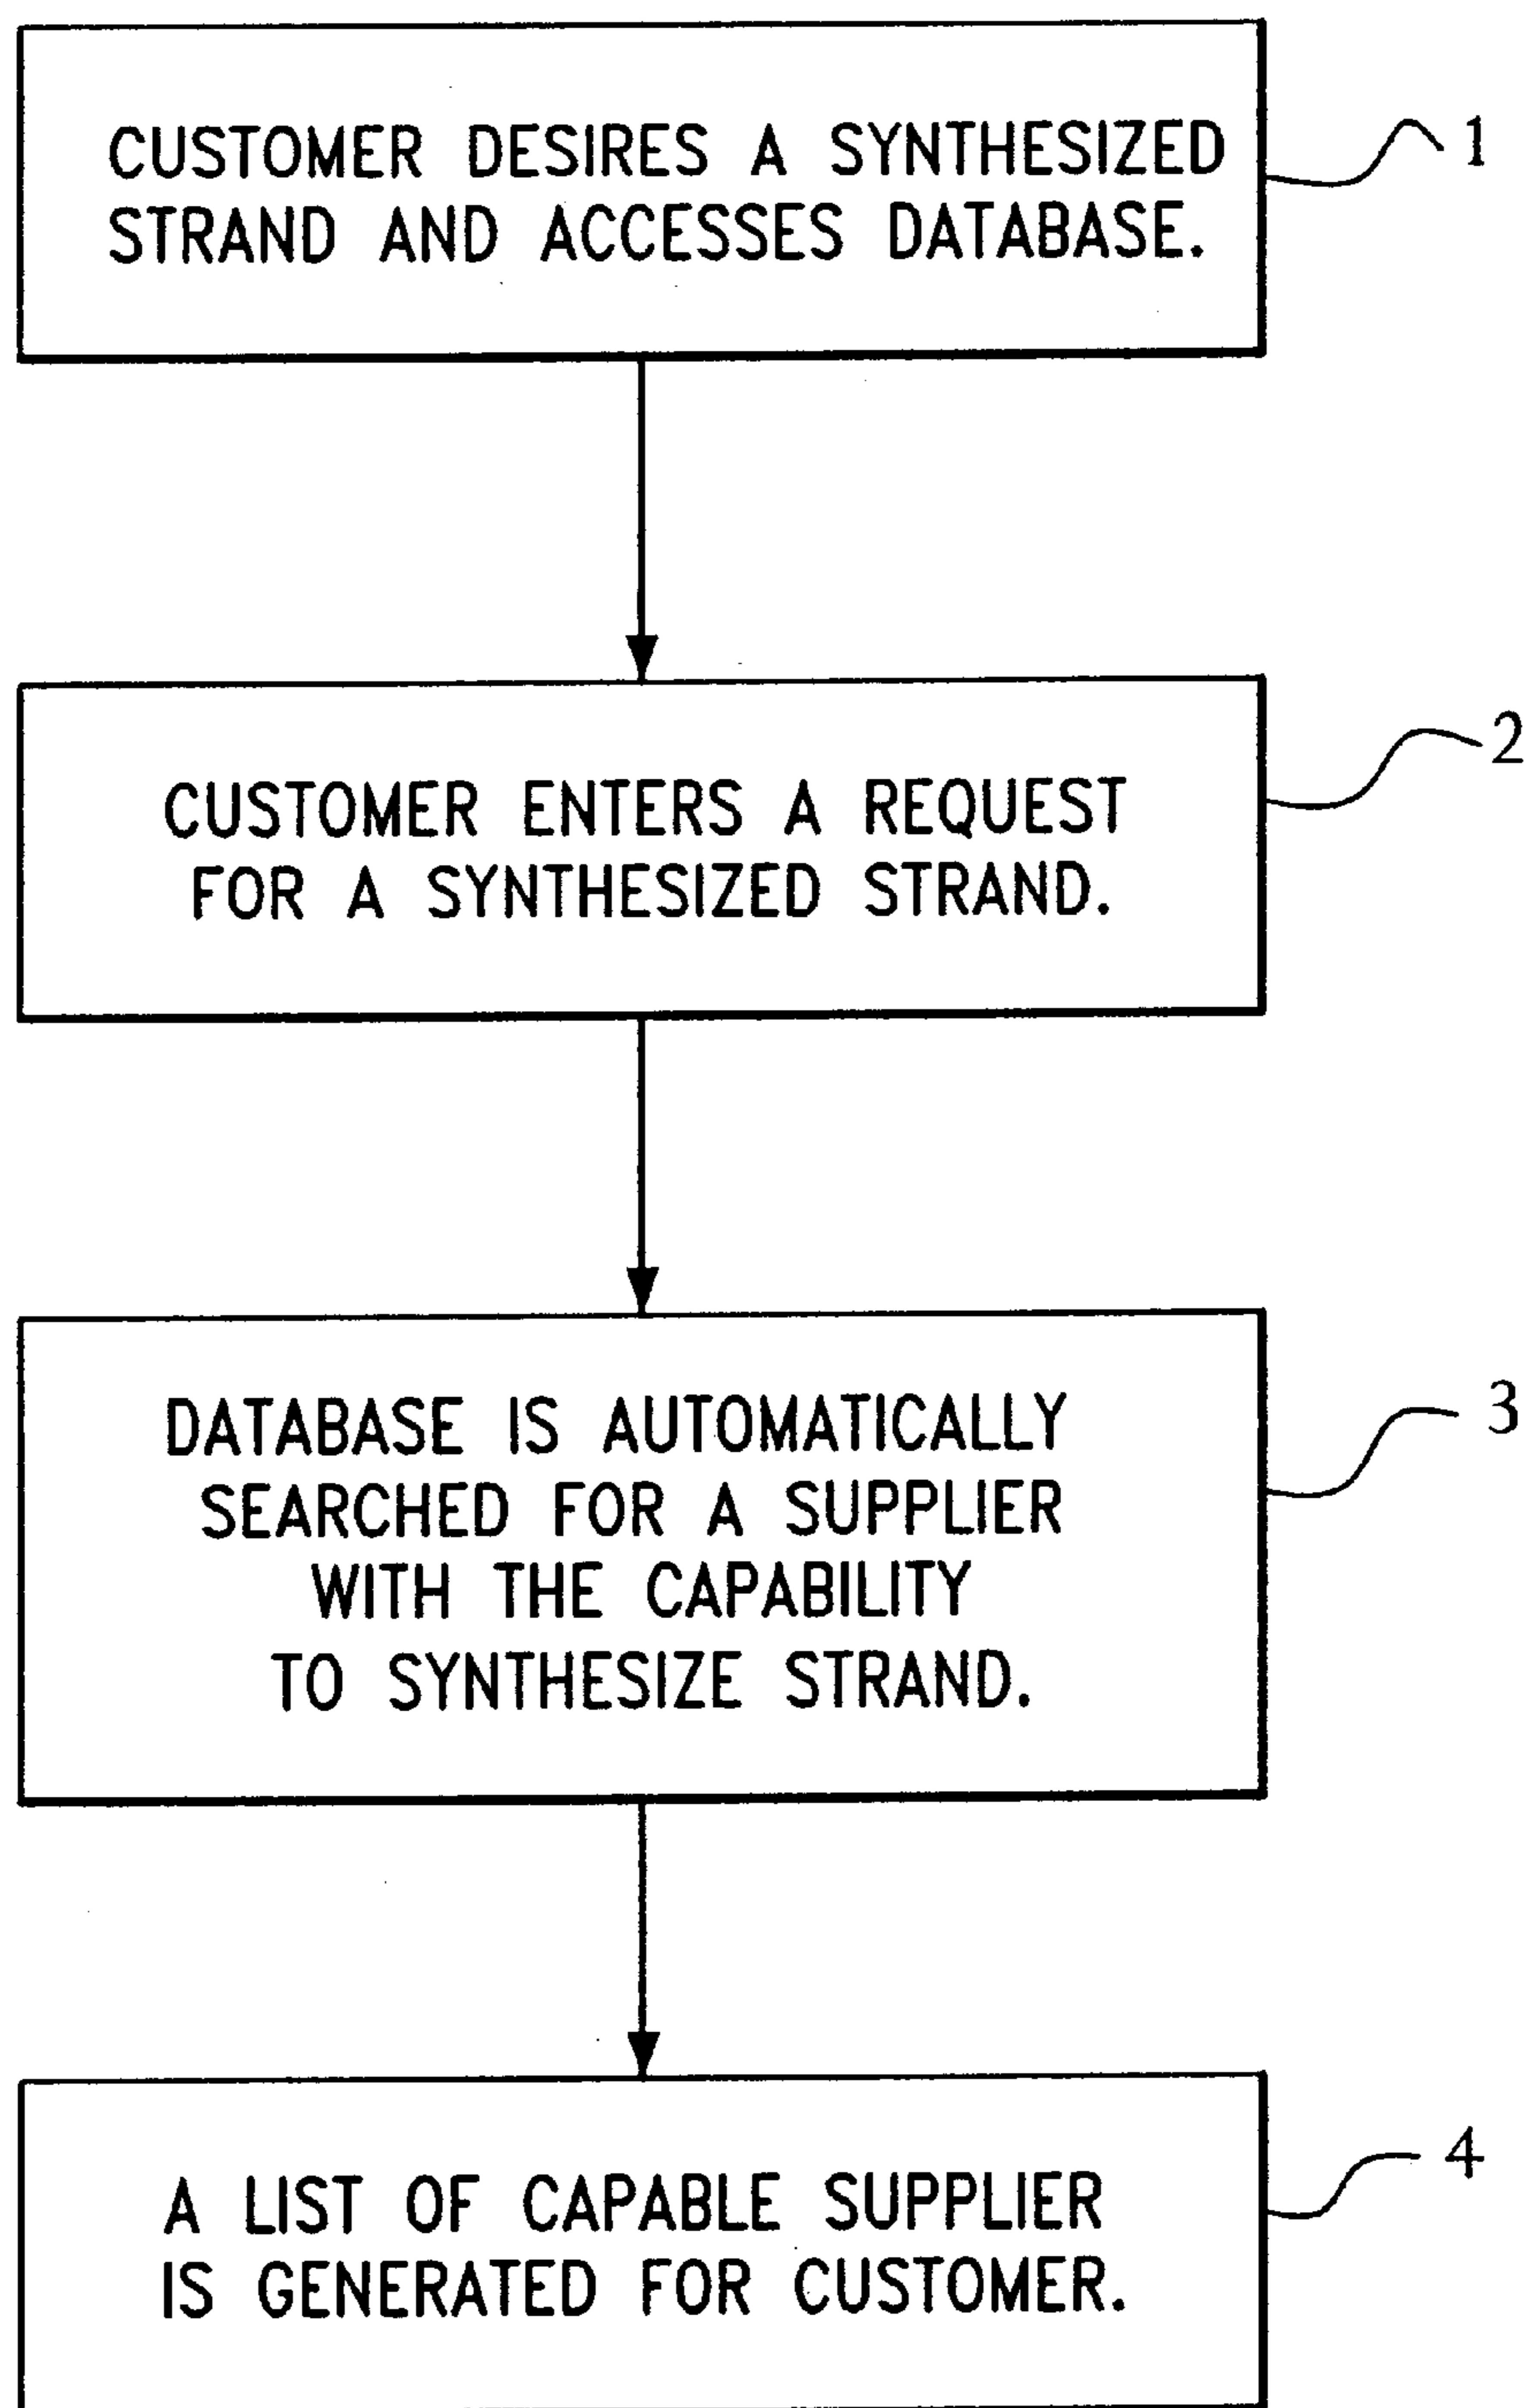 CUSTOMER DESIRES A SYNTHESIZED
STRAND AND ACCESSES DATABASE.
1
CUSTOMER ENTERS A REQUEST
FOR A SYNTHESIZED STRAND.
2
DATABASE IS AUTOMATICALLY
SEARCHED FOR A SUPPLIER
WITH THE CAPABILITY
TO SYNTHESIZE STRAND.
3
A LIST OF CAPABLE SUPPLIER
IS GENERATED FOR CUSTOMER.
4